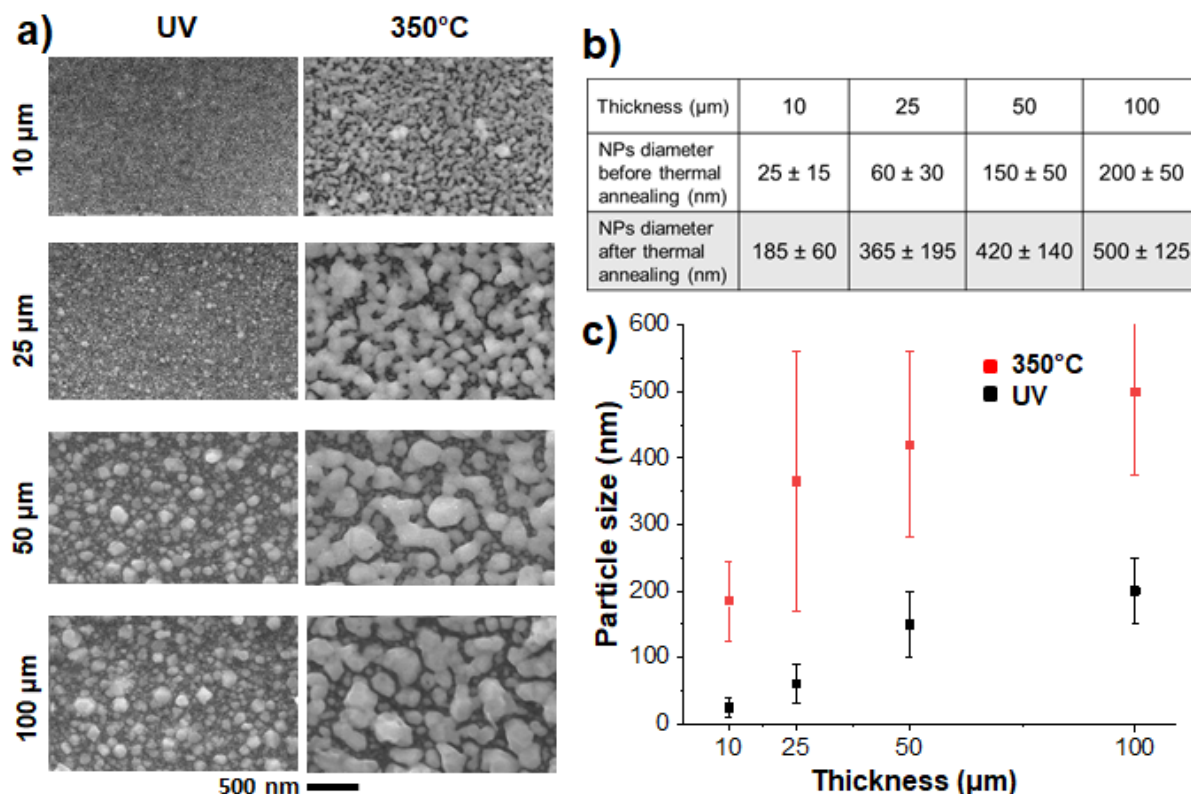 a)
UV 350°C
10 µm
25 µm
50 µm
100 µm
500 nm
b)
Thickness (µm) 10 25 50 100
NPs diameter
before thermal
annealing (nm)
25 ± 15 60 ± 30 150 ± 50 200 ± 50
NPs diameter
after thermal
annealing (nm)
185 ± 60 365 ± 195 420 ± 140 500 ± 125
c)
600
500
400
300
200
100
0
Particle size (nm)
350°C
UV
10 25 50 100
Thickness (µm)